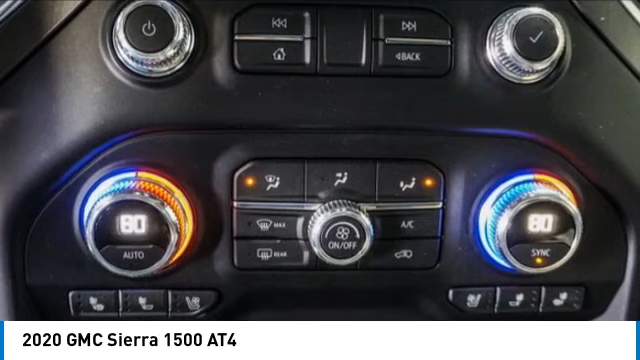 BACK
80
80
AUTO
MAX
A/C
SYNC
REAR
ON/OFF
2020 GMC Sierra 1500 AT4